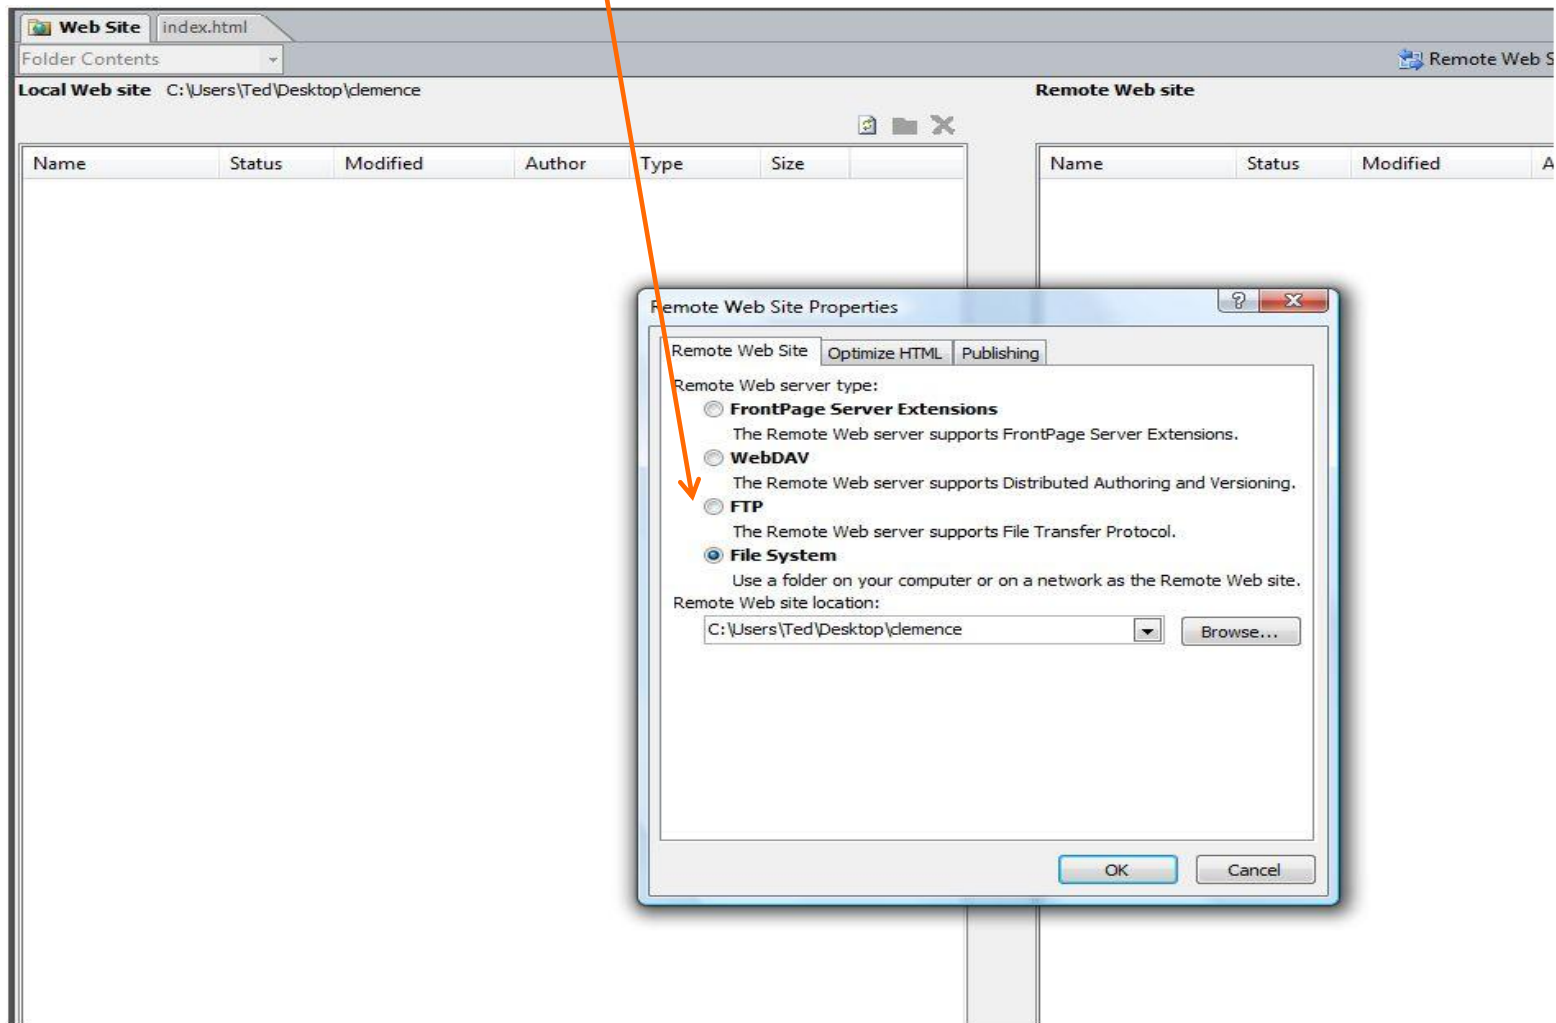 Web Site index.html
Folder Contents Remote Web S
Local Web site C:\Users\Ted\Desktop\clemence Remote Web site
Name Status Modified Author Type Size Name Status Modified A
Remote Web Site Properties
Remote Web Site Optimize HTML Publishing
Remote Web server type:
FrontPage Server Extensions
The Remote Web server supports FrontPage Server Extensions.
WebDAV
The Remote Web server supports Distributed Authoring and Versioning.
FTP
The Remote Web server supports File Transfer Protocol.
File System
Use a folder on your computer or on a network as the Remote Web site.
Remote Web site location:
C:\Users\Ted\Desktop\clemence Browse...
OK Cancel